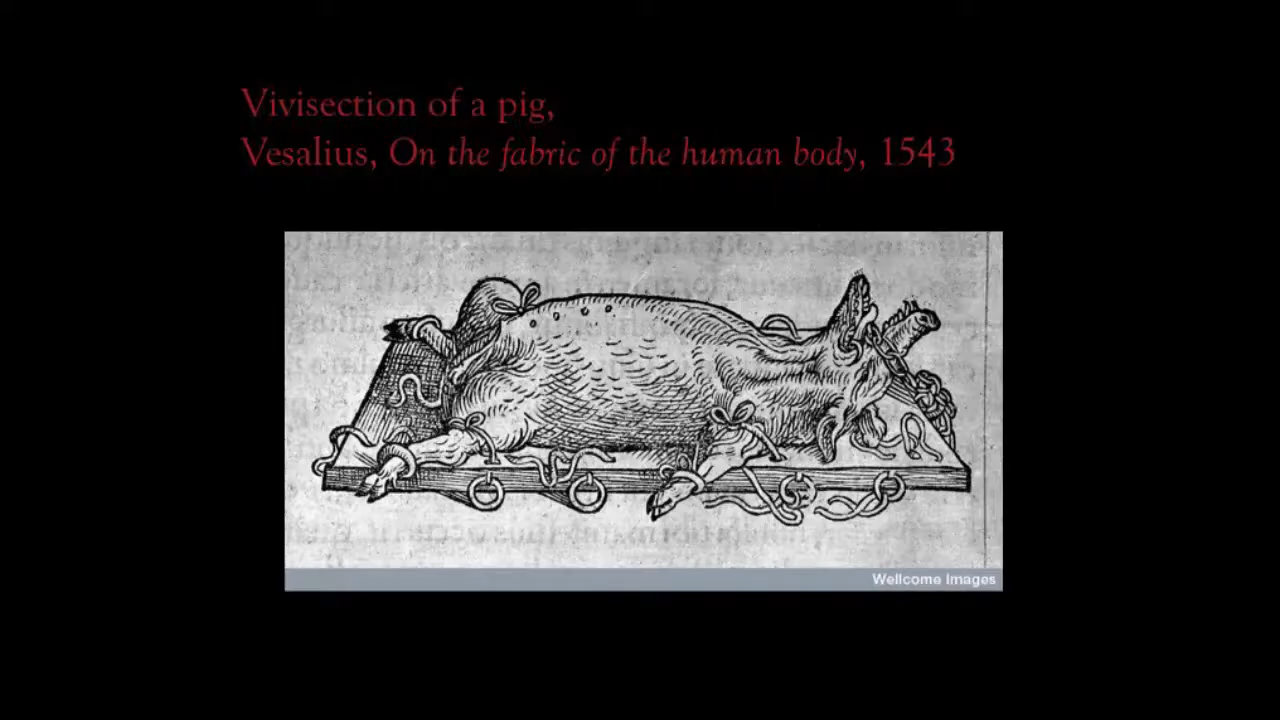 Vivisection of a pig,
Vesalius, On the fabric of the human body, 1543
Wellcome Images